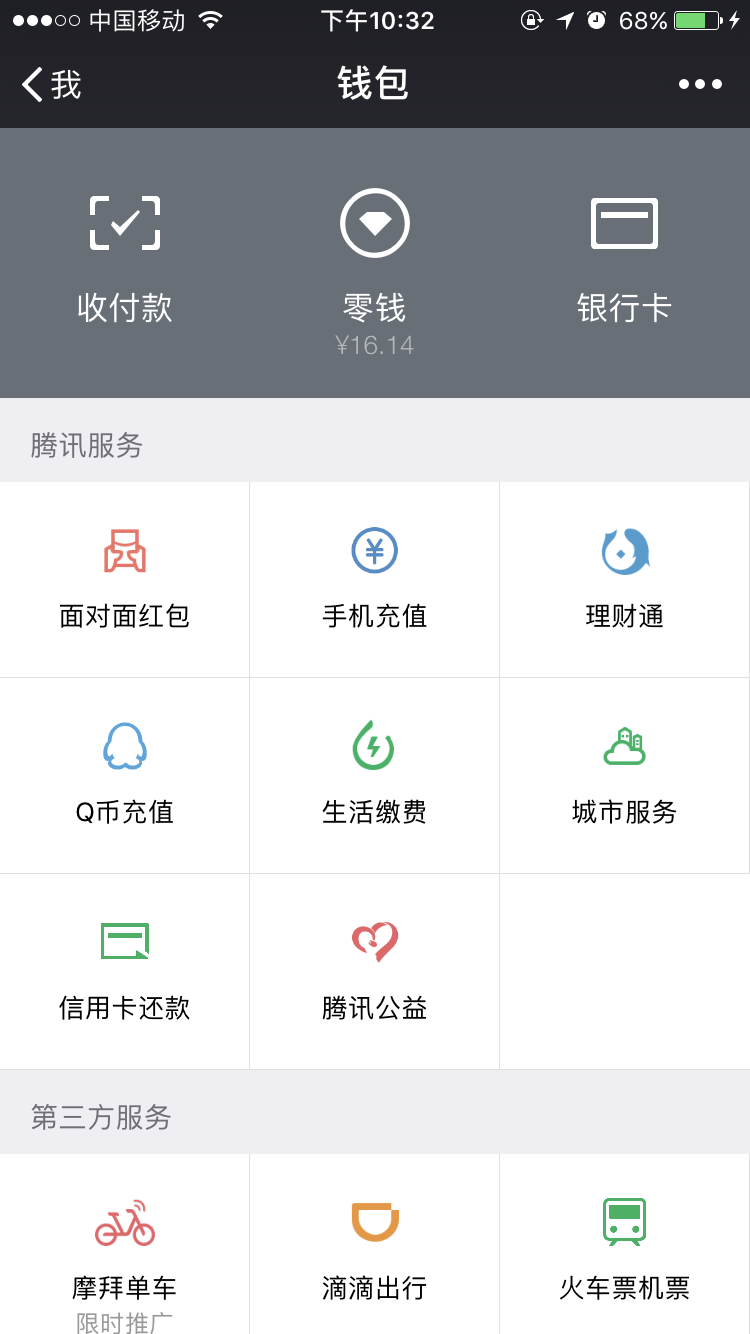 中国移动 下午10:32 68%
我 钱包
收付款 零钱 银行卡
¥16.14
腾讯服务
面对面红包 手机充值 理财通
Q币充值 生活缴费 城市服务
信用卡还款 腾讯公益
第三方服务
摩拜单车 滴滴出行 火车票机票
限时推广